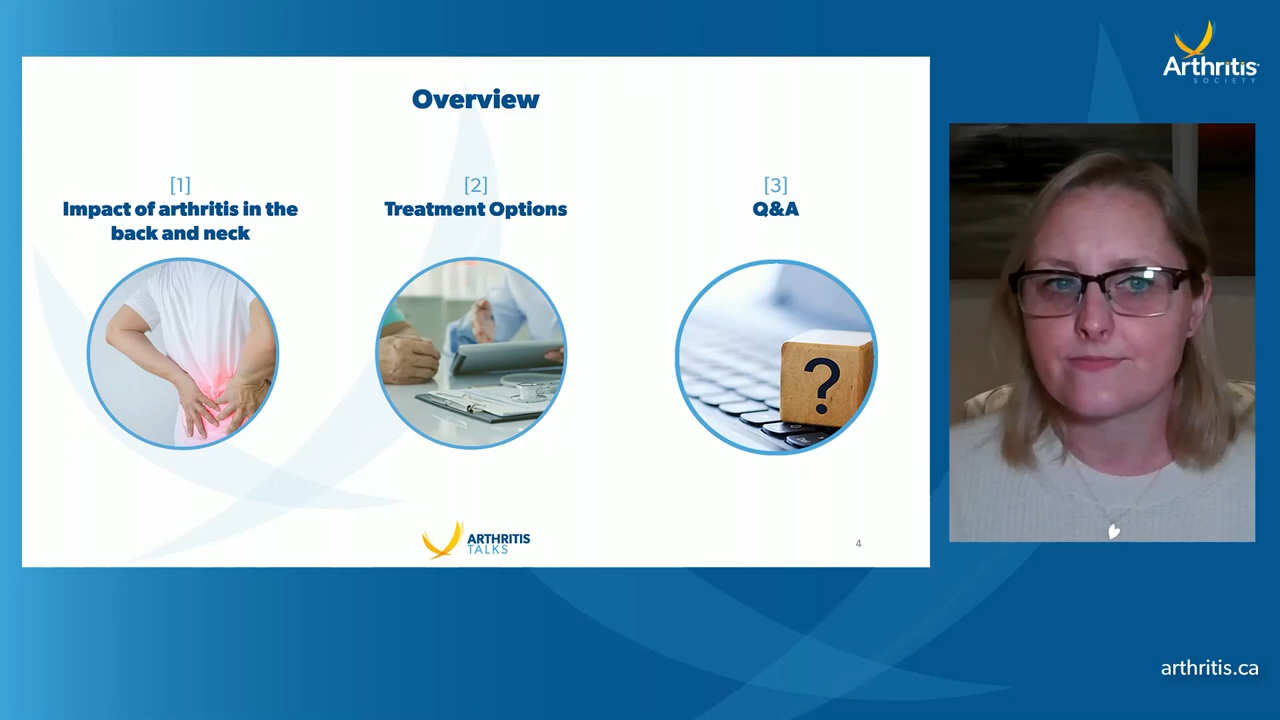 Overview
[1]
Impact of arthritis in the
back and neck
[2]
Treatment Options
[3]
Q&A
?
ARTHRITIS
TALKS
4
Arthritis
SOCIETY
arthritis.ca